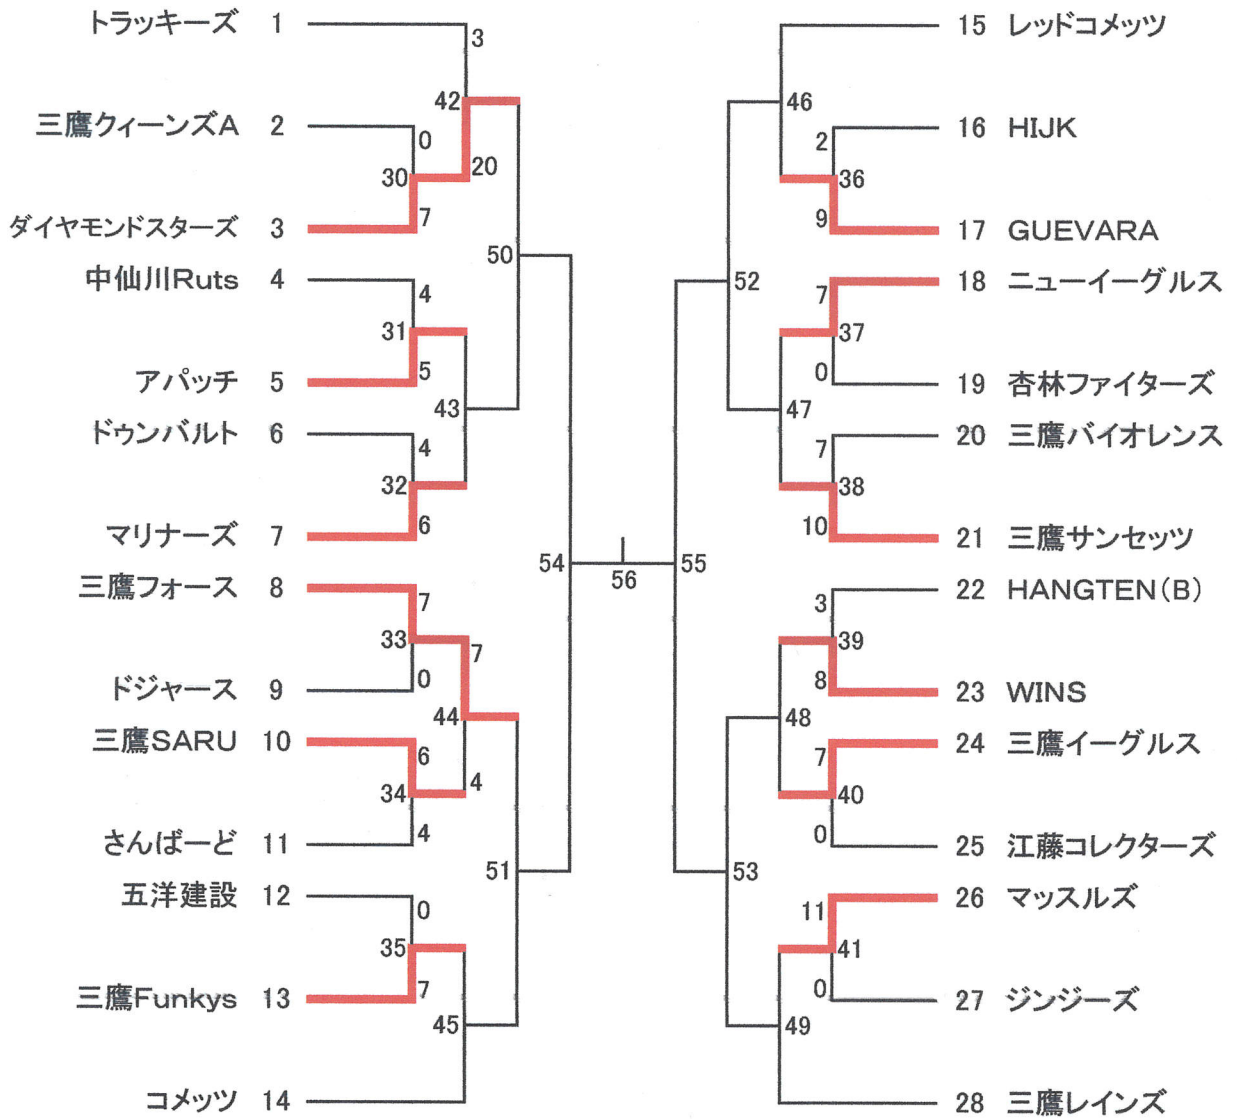 トラッキーズ 1
3
42
三鷹クィーンズA 2
0
20
30
7
ダイヤモンドスターズ 3
50
中仙川Ruts 4
4
31
5
アパッチ 5
43
ドゥンバルト 6
4
32
6
マリナーズ 7
54
56
三鷹フォース 8
7
33
7
0
ドジャース 9
44
三鷹SARU 10
6
4
34
4
さんばーど 11
51
五洋建設 12
0
35
7
三鷹Funkys 13
45
コメッツ 14
15 レッドコメッツ
46
16 HIJK
2
36
9
17 GUEVARA
52
18 ニューイーグルス
7
37
0
19 杏林ファイターズ
47
20 三鷹バイオレンス
7
38
10
21 三鷹サンセッツ
55
22 HANGTEN(B)
3
39
8
23 WINS
48
24 三鷹イーグルス
7
40
0
25 江藤コレクターズ
53
26 マッスルズ
11
41
0
27 ジンジーズ
49
28 三鷹レインズ